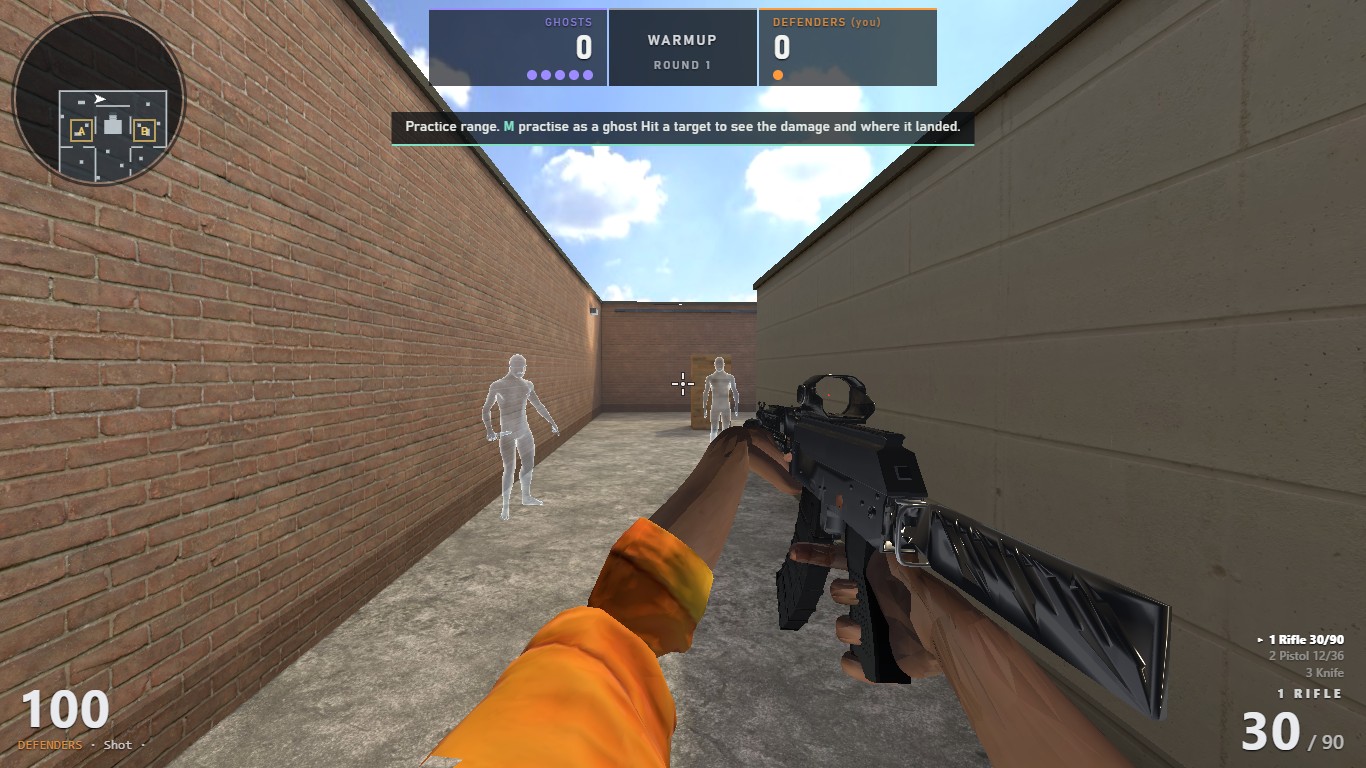 GHOSTS
0
WARMUP
ROUND 1
DEFENDERS (you)
0
Practice range. M practise as a ghost Hit a target to see the damage and where it landed.
A
B
1 Rifle 30/90
2 Pistol 12/36
3 Knife
1 RIFLE
30 / 90
100
DEFENDERS · Shot ·